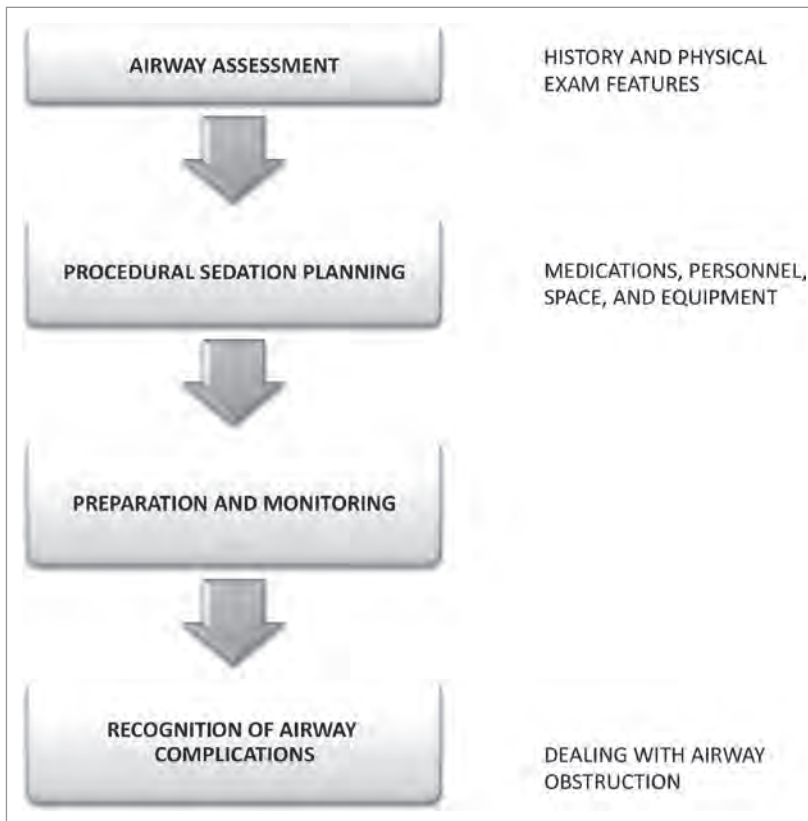 AIRWAY ASSESSMENT
HISTORY AND PHYSICAL
EXAM FEATURES
PROCEDURAL SEDATION PLANNING
MEDICATIONS, PERSONNEL,
SPACE, AND EQUIPMENT
PREPARATION AND MONITORING
RECOGNITION OF AIRWAY
COMPLICATIONS
DEALING WITH AIRWAY
OBSTRUCTION